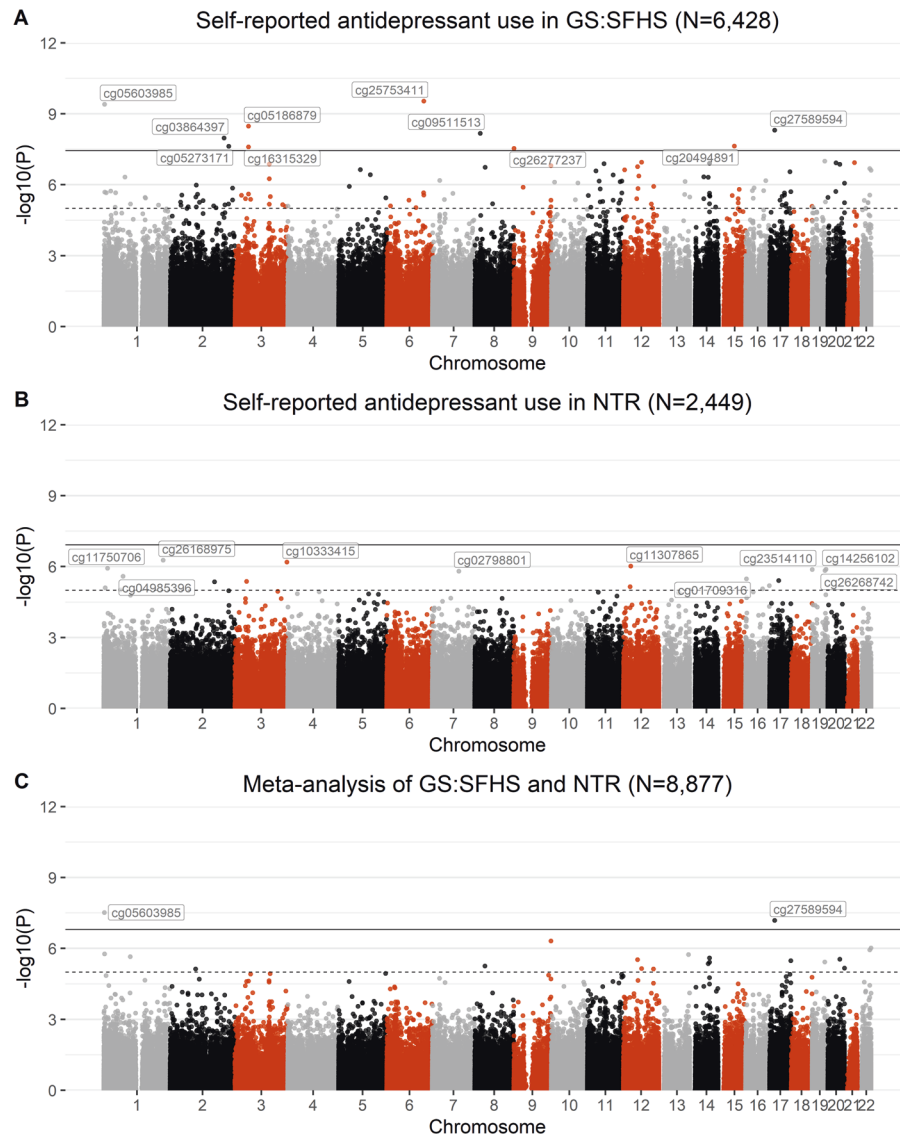 A
Self-reported antidepressant use in GS:SFHS (N=6,428)
12
9
6
3
0
-log10(P)
cg05603985
cg25753411
cg05186879
cg03864397
cg09511513
cg27589594
cg05273171
cg16315329
cg26277237
cg20494891
1 2 3 4 5 6 7 8 9 10 11 12 13 14 15 16 17 18 19 20 21 22
Chromosome
B
Self-reported antidepressant use in NTR (N=2,449)
12
9
6
3
0
-log10(P)
cg11750706
cg26168975
cg10333415
cg02798801
cg11307865
cg23514110
cg14256102
cg04985396
cg01709316
cg26268742
1 2 3 4 5 6 7 8 9 10 11 12 13 14 15 16 17 18 19 20 21 22
Chromosome
C
Meta-analysis of GS:SFHS and NTR (N=8,877)
12
9
6
3
0
-log10(P)
cg05603985
cg27589594
1 2 3 4 5 6 7 8 9 10 11 12 13 14 15 16 17 18 19 20 21 22
Chromosome